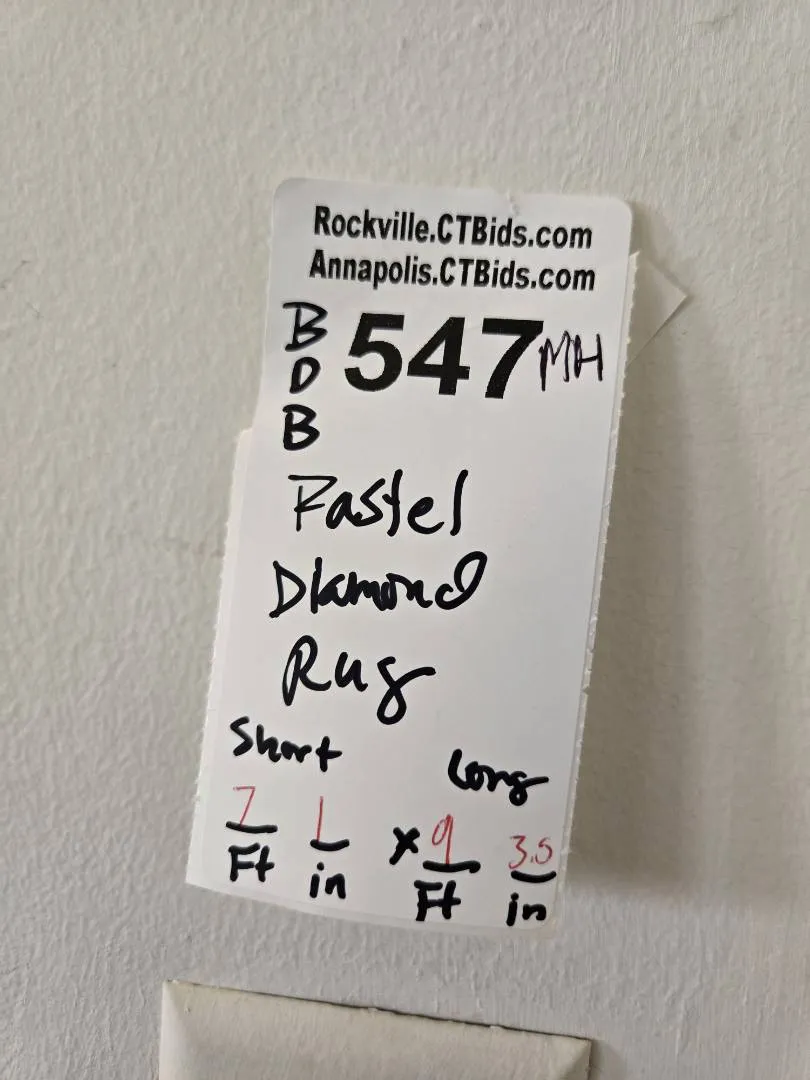 Rockville.CTBids.com
Annapolis.CTBids.com
B
D
B
547 MH
Pastel
Diamond
Rug
Short Long
7 1 x 9 3.5
Ft in Ft in